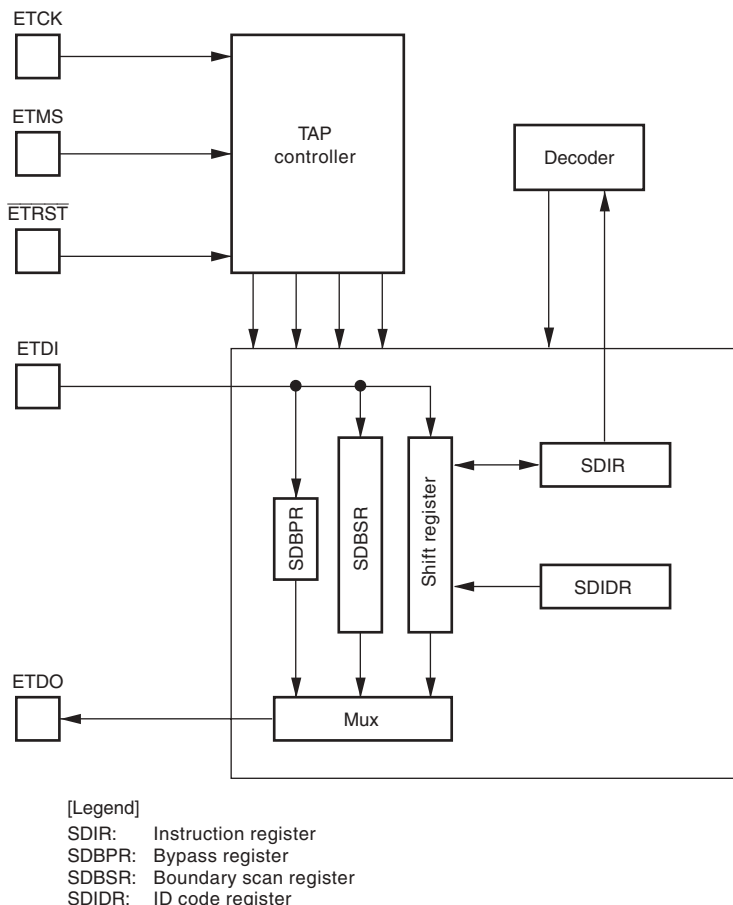 ETCK
ETMS
TAP
controller
Decoder
ETRST
ETDI
SDIR
SDBPR
SDBSR
Shift register
SDIDR
ETDO
Mux
[Legend]
SDIR: Instruction register
SDBPR: Bypass register
SDBSR: Boundary scan register
SDIDR: ID code register